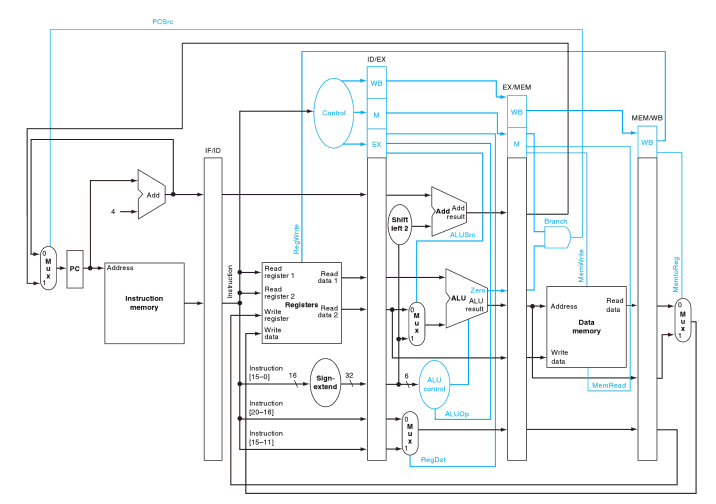 PCSrc
ID/EX
WB
EX/MEM
Control
M
WB
MEM/WB
EX
M
WB
IF/ID
Add
4
Add
Add
result
Shift
left 2
Branch
RegWrite
ALUSrc
MemWrite
MemtoReg
0
M
u
x
1
PC
Address
Instruction
memory
Instruction
Read
register 1
Read
data 1
Read
register 2
Registers
Write
register
Read
data 2
Write
data
0
M
u
x
1
Zero
ALU
ALU
result
Address
Read
data
Data
memory
Write
data
1
M
u
x
0
Instruction
[15–0]
16
Sign-
extend
32
6
ALU
control
MemRead
Instruction
[20–16]
ALUOp
0
M
u
x
1
Instruction
[15–11]
RegDst